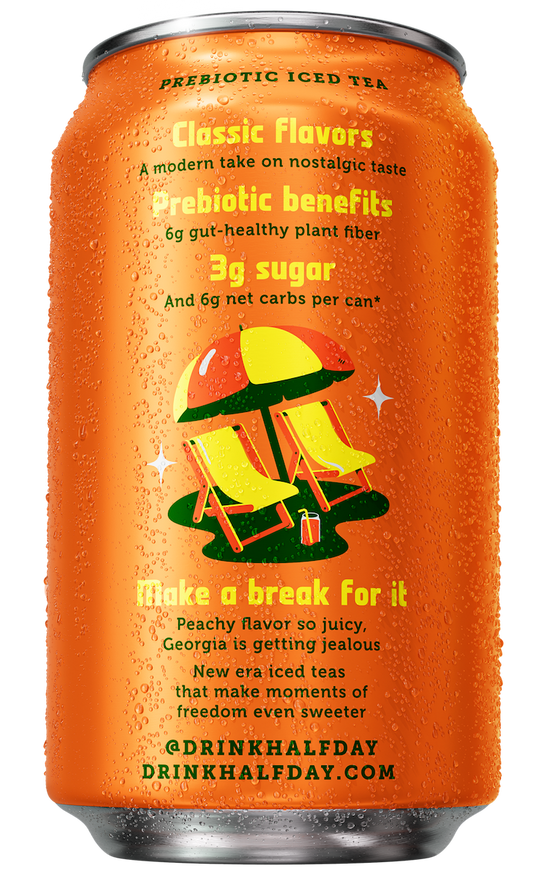 PREBIOTIC ICED TEA
Classic flavors
A modern take on nostalgic taste
Prebiotic benefits
6g gut-healthy plant fiber
3g sugar
And 6g net carbs per can*
Make a break for it
Peachy flavor so juicy,
Georgia is getting jealous
New era iced teas
that make moments of
freedom even sweeter
@DRINKHALFDAY
DRINKHALFDAY.COM